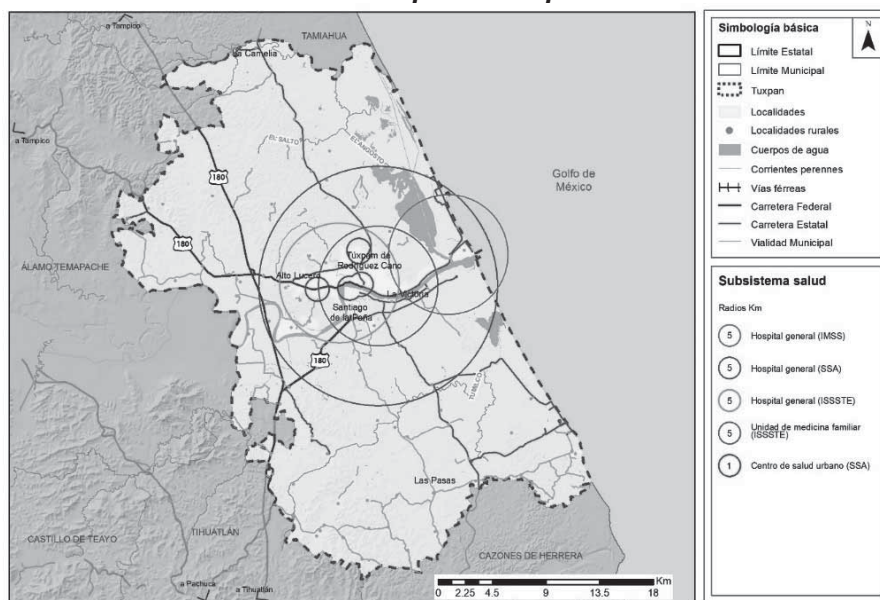 a Tampico
TAMIAHUA
La Camelia
a Tampico
EL SALTO
180
Golfo de
México
180
ÁLAMO TEMAPACHE
Túxpam de
Rodríguez Cano
Alto Lucero
La Victoria
Santiago
de la Peña
180
TUMILCO
Las Pasas
CASTILLO DE TEAYO
TIHUATLÁN
CAZONES DE HERRERA
a Pachuca
a Tihuatlán
Km
0 2.25 4.5 9 13.5 18
Simbología básica
N
Límite Estatal
Límite Municipal
Tuxpan
Localidades
Localidades rurales
Cuerpos de agua
Corrientes perennes
Vías férreas
Carretera Federal
Carretera Estatal
Vialidad Municipal
Subsistema salud
Radios Km
5 Hospital general (IMSS)
5 Hospital general (SSA)
5 Hospital general (ISSSTE)
5 Unidad de medicina familiar
(ISSSTE)
1 Centro de salud urbano (SSA)